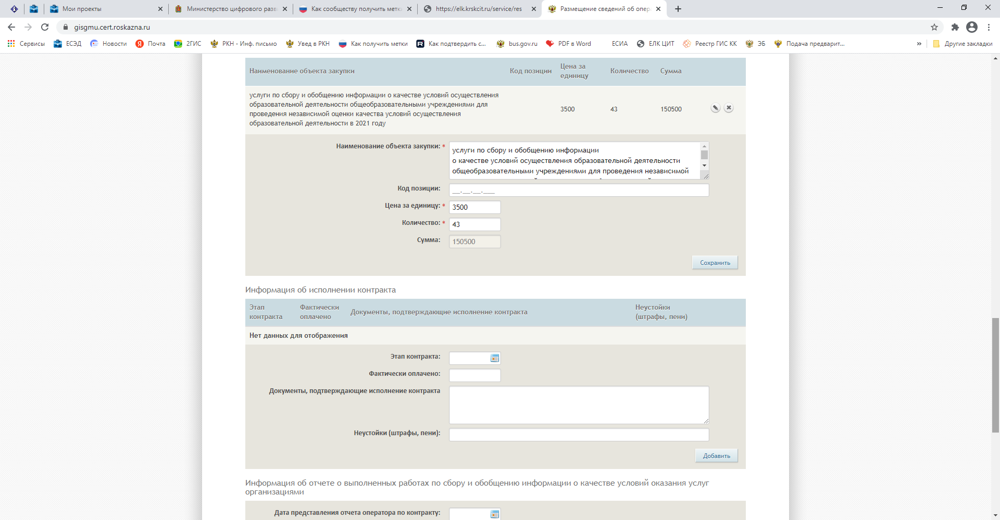 Мои проекты
Министерство цифрового разв
Как сообществу получить метк
https://elk.krskcit.ru/service/res
Размещение сведений об опер
gisgmu.cert.roskazna.ru
Сервисы
ЕСЭД
Новости
Почта
2ГИС
РКН - Инф. письмо
Увед в РКН
Как получить метки
Как подтвердить с...
bus.gov.ru
PDF в Word
ЕСИА
ЕЛК ЦИТ
Реестр ГИС КК
ЭБ
Подача предварит...
»
Другие закладки
Наименование объекта закупки
Код позиции
Цена за
единицу
Количество
Сумма
услуги по сбору и обобщению информации о качестве условий осуществления
образовательной деятельности общеобразовательными учреждениями для
проведения независимой оценки качества условий осуществления
образовательной деятельности в 2021 году
3500
43
150500
Наименование объекта закупки: *
услуги по сбору и обобщению информации
о качестве условий осуществления образовательной деятельности
общеобразовательными учреждениями для проведения независимой
Код позиции:
__.__.__.___
Цена за единицу: *
3500
Количество: *
43
Сумма:
150500
Сохранить
Информация об исполнении контракта
Этап
контракта
Фактически
оплачено
Документы, подтверждающие исполнение контракта
Неустойки
(штрафы, пени)
Нет данных для отображения
Этап контракта:
Фактически оплачено:
Документы, подтверждающие исполнение контракта
Неустойки (штрафы, пени):
Добавить
Информация об отчете о выполненных работах по сбору и обобщению информации о качестве условий оказания услуг
организациями
Дата представления отчета оператора по контракту: